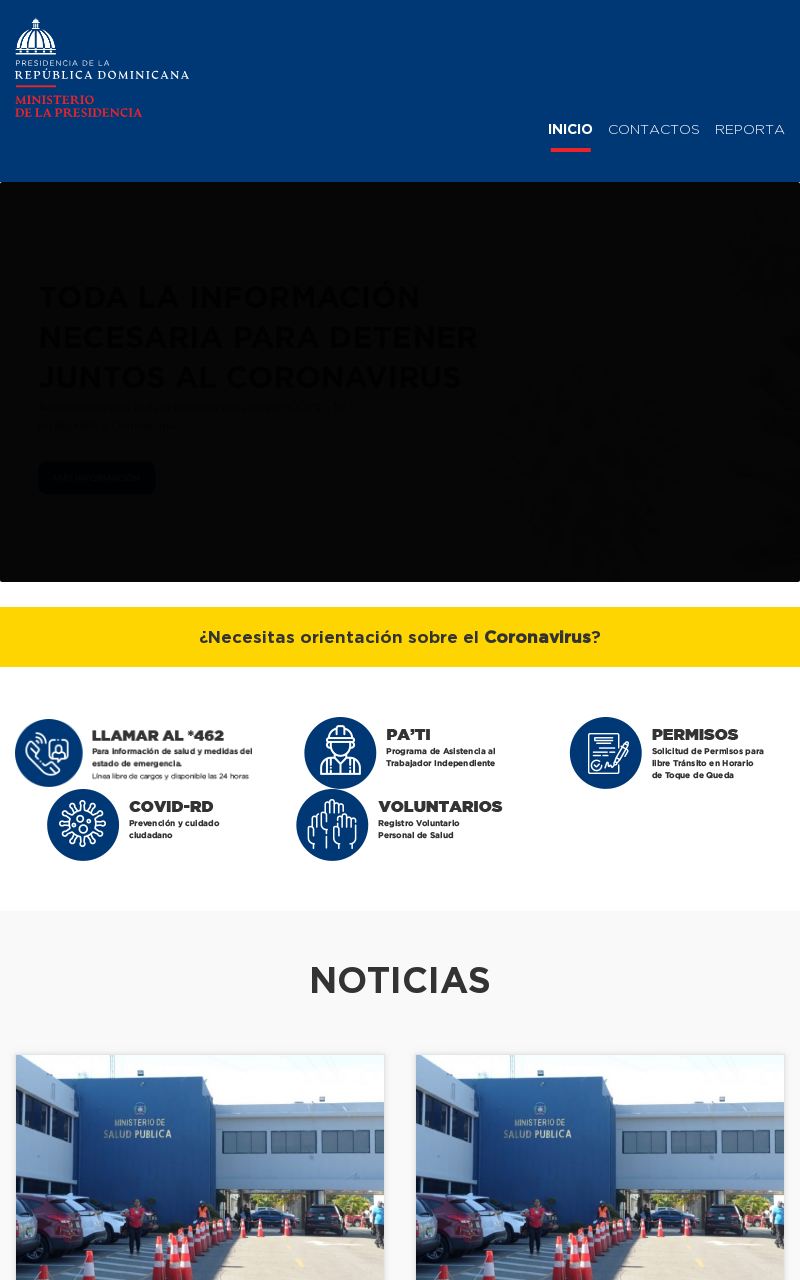 PRESIDENCIA DE LA
REPÚBLICA DOMINICANA
MINISTERIO
DE LA PRESIDENCIA
INICIO CONTACTOS REPORTA
TODA LA INFORMACIÓN
NECESARIA PARA DETENER
JUNTOS AL CORONAVIRUS
¿Necesitas orientación sobre el Coronavirus?
LLAMAR AL *462
Para información de salud y medidas del
estado de emergencia.
Línea libre de cargos y disponible las 24 horas
PA’TI
Programa de Asistencia al
Trabajador Independiente
PERMISOS
Solicitud de Permisos para
libre Tránsito en Horario
de Toque de Queda
COVID-RD
Prevención y cuidado
ciudadano
VOLUNTARIOS
Registro Voluntario
Personal de Salud
NOTICIAS
MINISTERIO DE
SALUD PUBLICA
MINISTERIO DE
SALUD PUBLICA